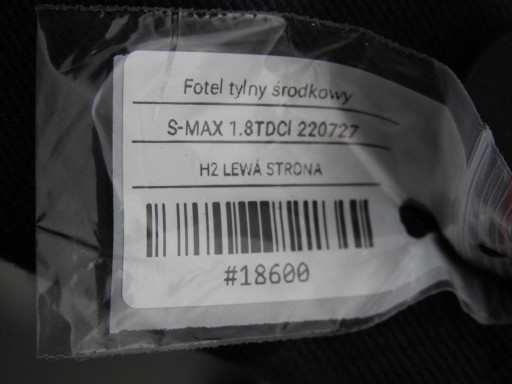 Fotel tylny środkowy
S-MAX 1.8TDCI 220727
H2 LEWA STRONA
#18600